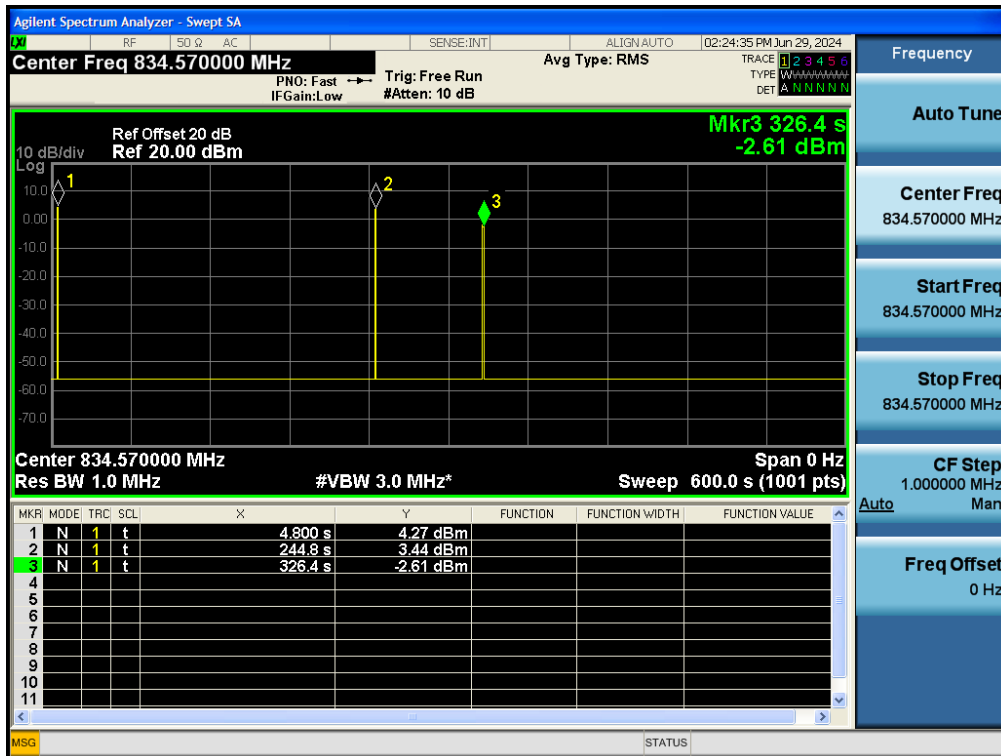 Agilent Spectrum Analyzer - Swept SA
LXI RF 50 Ω AC SENSE:INT ALIGNAUTO 02:24:35 PM Jun 29, 2024
Center Freq 834.570000 MHz
PNO: Fast
IFGain:Low
Trig: Free Run
#Atten: 10 dB
Avg Type: RMS
TRACE 1 2 3 4 5 6
TYPE W
DET A N N N N N
Ref Offset 20 dB
10 dB/div Ref 20.00 dBm
Log
Mkr3 326.4 s
-2.61 dBm
10.0
0.00
-10.0
-20.0
-30.0
-40.0
-50.0
-60.0
-70.0
1
2
3
Center 834.570000 MHz Span 0 Hz
Res BW 1.0 MHz #VBW 3.0 MHz* Sweep 600.0 s (1001 pts)
MKR MODE TRC SCL X Y FUNCTION FUNCTION WIDTH FUNCTION VALUE
1 N 1 t 4.800 s 4.27 dBm
2 N 1 t 244.8 s 3.44 dBm
3 N 1 t 326.4 s -2.61 dBm
4
5
6
7
8
9
10
11
MSG STATUS
Frequency
Auto Tune
Center Freq
834.570000 MHz
Start Freq
834.570000 MHz
Stop Freq
834.570000 MHz
CF Step
1.000000 MHz
Auto Man
Freq Offset
0 Hz